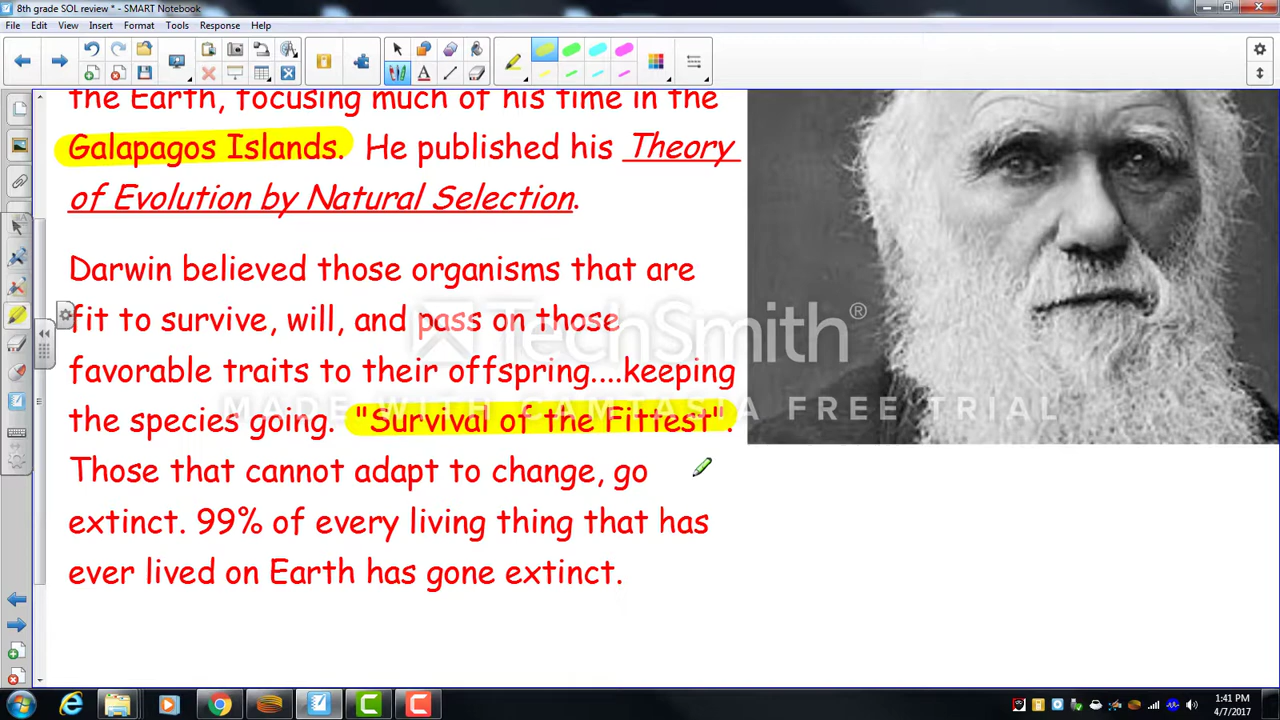 8th grade SOL review * - SMART Notebook
File Edit View Insert Format Tools Response Help
the Earth, focusing much of his time in the
Galapagos Islands. He published his Theory
of Evolution by Natural Selection.
Darwin believed those organisms that are
fit to survive, will, and pass on those
favorable traits to their offspring....keeping
the species going. "Survival of the Fittest".
Those that cannot adapt to change, go
extinct. 99% of every living thing that has
ever lived on Earth has gone extinct.
TechSmith®
MADE WITH CAMTASIA FREE TRIAL
1:41 PM
4/7/2017